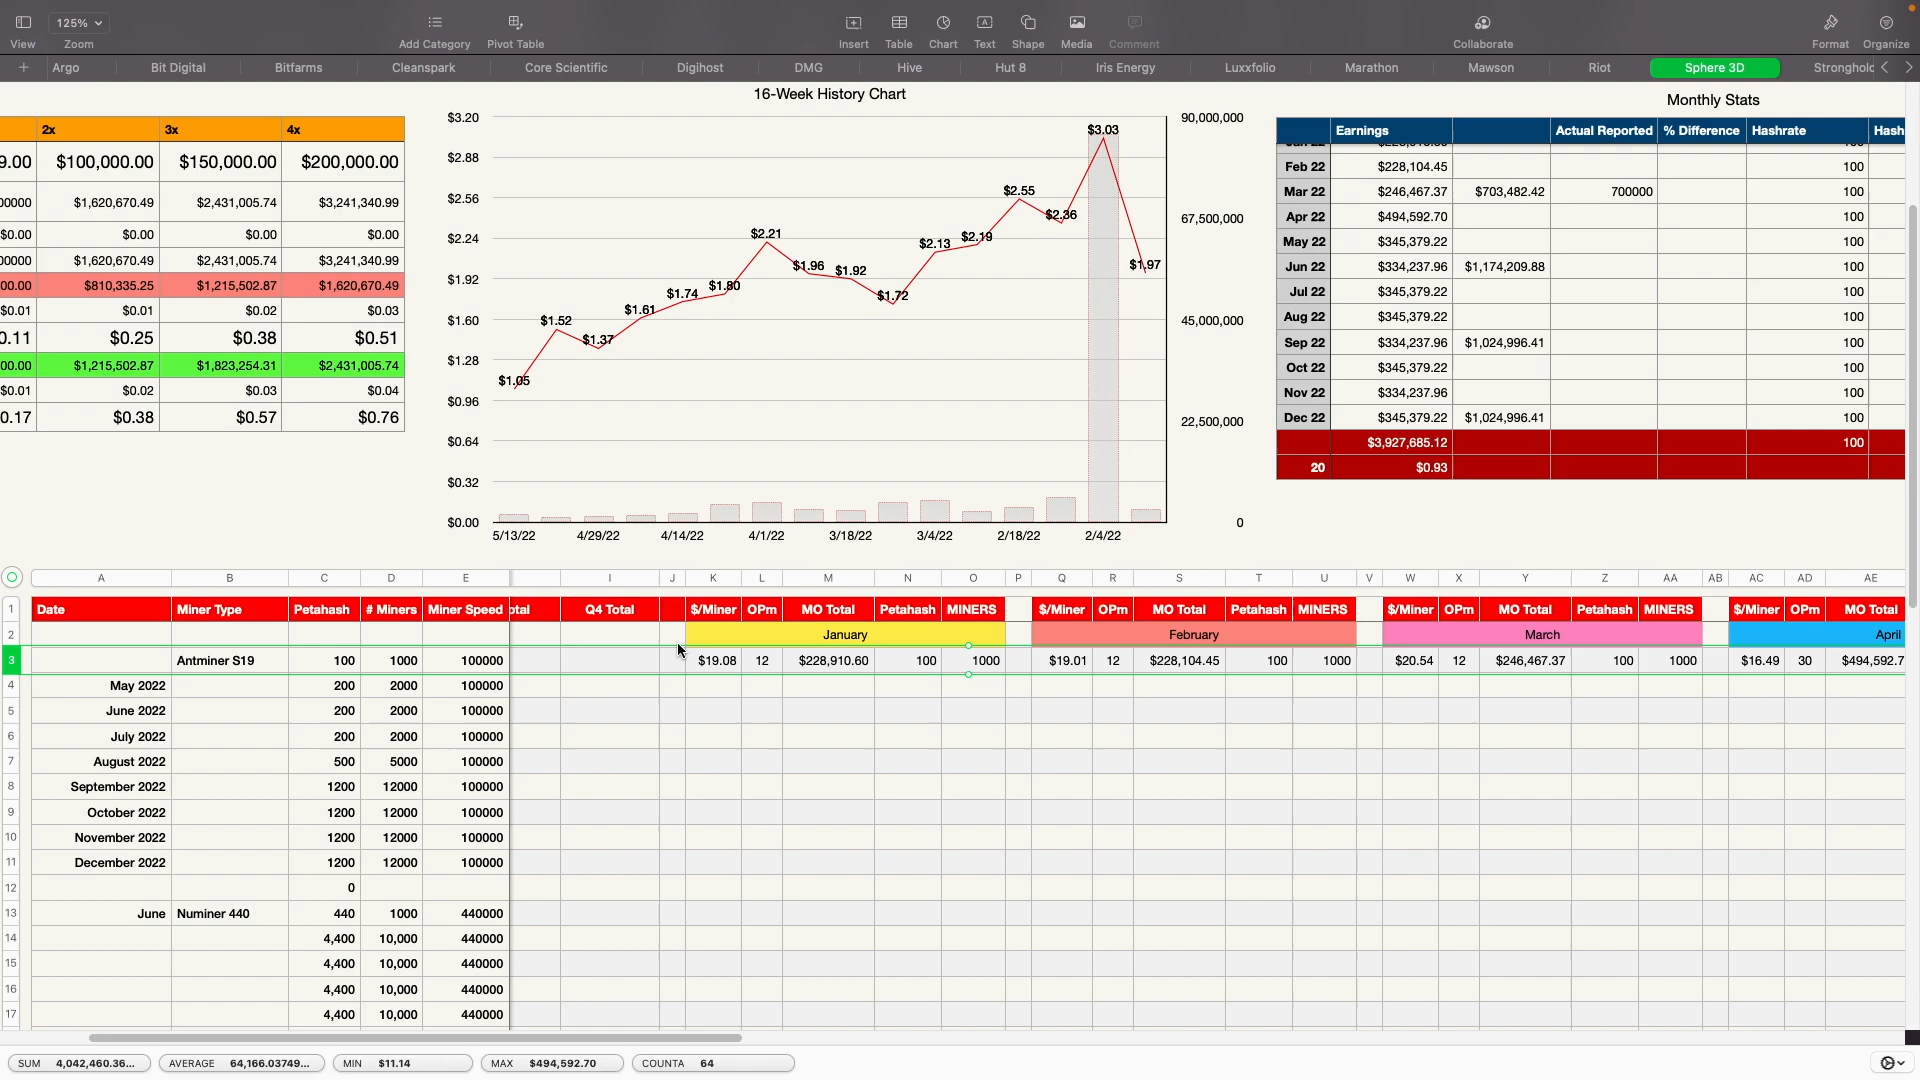 125%
View Zoom Add Category Pivot Table Insert Table Chart Text Shape Media Comment Collaborate Format Organize
+ Argo Bit Digital Bitfarms Cleanspark Core Scientific Digihost DMG Hive Hut 8 Iris Energy Luxxfolio Marathon Mawson Riot Sphere 3D Stronghold
16-Week History Chart
Monthly Stats
2x 3x 4x
9.00 $100,000.00 $150,000.00 $200,000.00
00000 $1,620,670.49 $2,431,005.74 $3,241,340.99
$0.00 $0.00 $0.00 $0.00
00000 $1,620,670.49 $2,431,005.74 $3,241,340.99
00.00 $810,335.25 $1,215,502.87 $1,620,670.49
$0.01 $0.01 $0.02 $0.03
0.11 $0.25 $0.38 $0.51
00.00 $1,215,502.87 $1,823,254.31 $2,431,005.74
$0.01 $0.02 $0.03 $0.04
0.17 $0.38 $0.57 $0.76
$3.20
$2.88
$2.56
$2.24
$1.92
$1.60
$1.28
$0.96
$0.64
$0.32
$0.00
$1.05 $1.52 $1.37 $1.61 $1.74 $1.80 $2.21 $1.96 $1.92 $1.72 $2.13 $2.19 $2.55 $2.36 $3.03 $1.97
90,000,000
67,500,000
45,000,000
22,500,000
0
5/13/22 4/29/22 4/14/22 4/1/22 3/18/22 3/4/22 2/18/22 2/4/22
Earnings Actual Reported % Difference Hashrate Hash
Feb 22 $228,104.45 100
Mar 22 $246,467.37 $703,482.42 700000 100
Apr 22 $494,592.70 100
May 22 $345,379.22 100
Jun 22 $334,237.96 $1,174,209.88 100
Jul 22 $345,379.22 100
Aug 22 $345,379.22 100
Sep 22 $334,237.96 $1,024,996.41 100
Oct 22 $345,379.22 100
Nov 22 $334,237.96 100
Dec 22 $345,379.22 $1,024,996.41 100
$3,927,685.12 100
20 $0.93
A B C D E I J K L M N O P Q R S T U V W X Y Z AA AB AC AD AE
1 Date Miner Type Petahash # Miners Miner Speed otal Q4 Total $/Miner OPm MO Total Petahash MINERS $/Miner OPm MO Total Petahash MINERS $/Miner OPm MO Total Petahash MINERS $/Miner OPm MO Total
2 January February March April
3 Antminer S19 100 1000 100000 $19.08 12 $228,910.60 100 1000 $19.01 12 $228,104.45 100 1000 $20.54 12 $246,467.37 100 1000 $16.49 30 $494,592.7
4 May 2022 200 2000 100000
5 June 2022 200 2000 100000
6 July 2022 200 2000 100000
7 August 2022 500 5000 100000
8 September 2022 1200 12000 100000
9 October 2022 1200 12000 100000
10 November 2022 1200 12000 100000
11 December 2022 1200 12000 100000
12 0
13 June Numiner 440 440 1000 440000
14 4,400 10,000 440000
15 4,400 10,000 440000
16 4,400 10,000 440000
17 4,400 10,000 440000
SUM 4,042,460.36... AVERAGE 64,166.03749... MIN $11.14 MAX $494,592.70 COUNTA 64